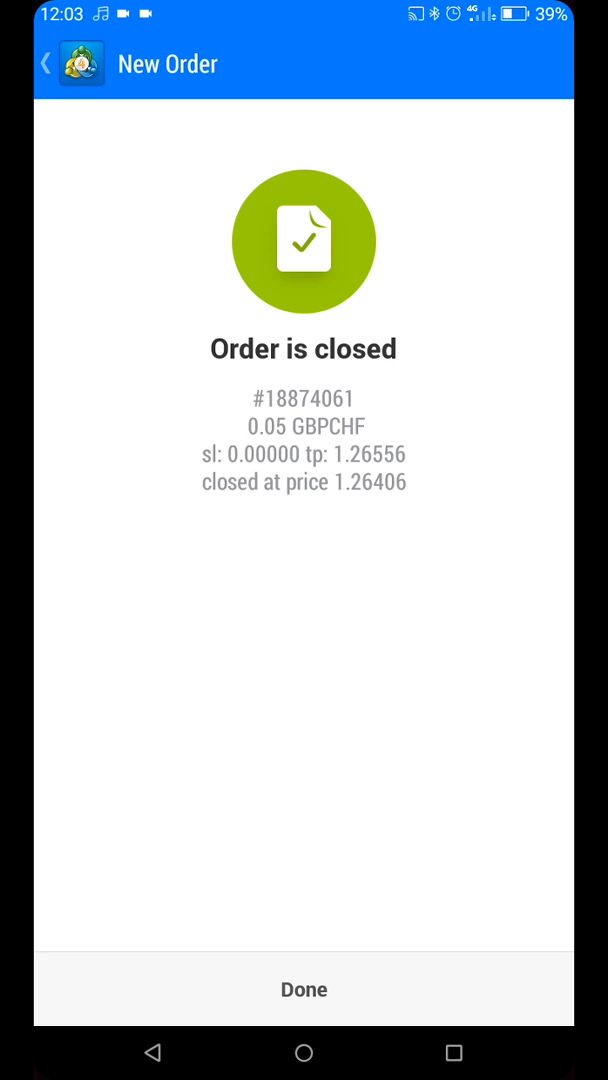 12:03 4G 39%
New Order
Order is closed
#18874061
0.05 GBPCHF
sl: 0.00000 tp: 1.26556
closed at price 1.26406
Done